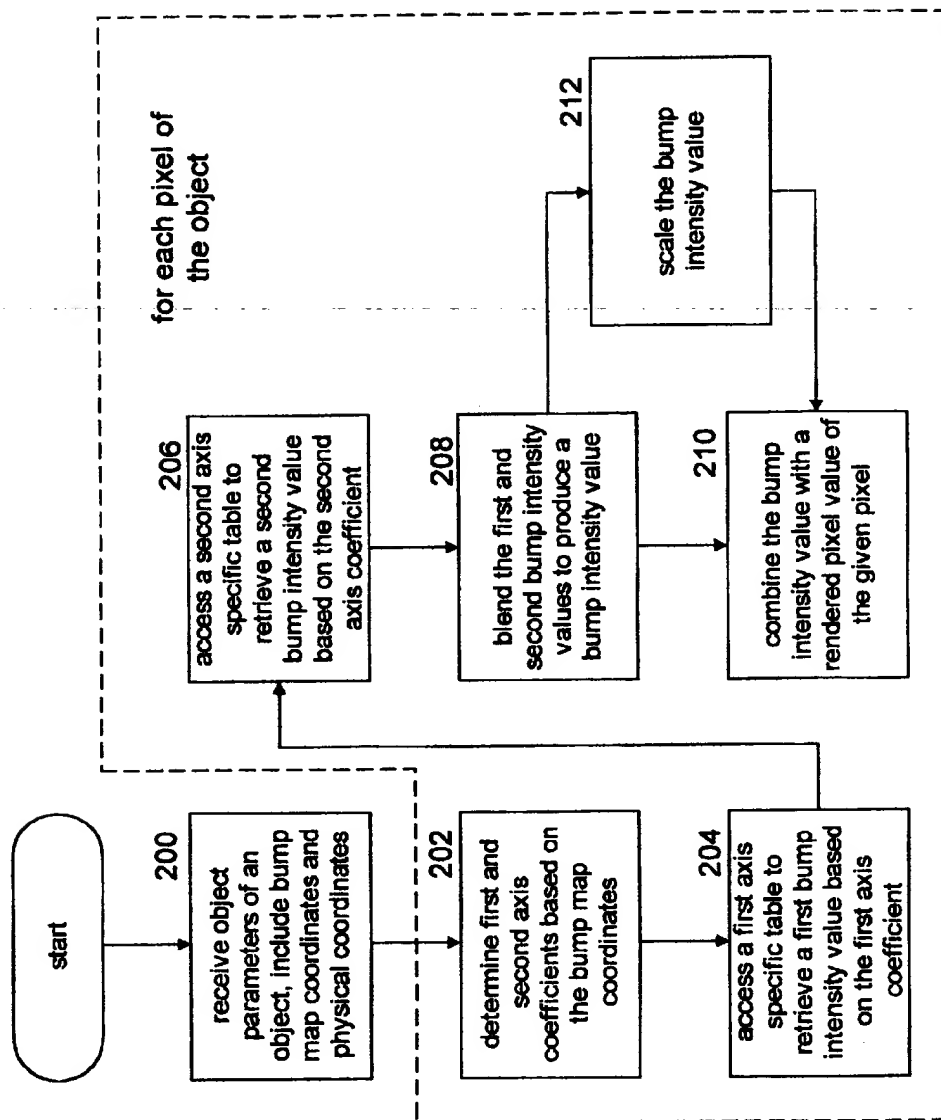 start
200
receive object
parameters of an
object, include bump
map coordinates and
physical coordinates
202
determine first and
second axis
coefficients based on
the bump map
coordinates
204
access a first axis
specific table to
retrieve a first bump
intensity value based
on the first axis
coefficient
for each pixel of
the object
206
access a second axis
specific table to
retrieve a second
bump intensity value
based on the second
axis coefficient
208
blend the first and
second bump intensity
values to produce a
bump intensity value
210
combine the bump
intensity value with a
rendered pixel value of
the given pixel
212
scale the bump
intensity value